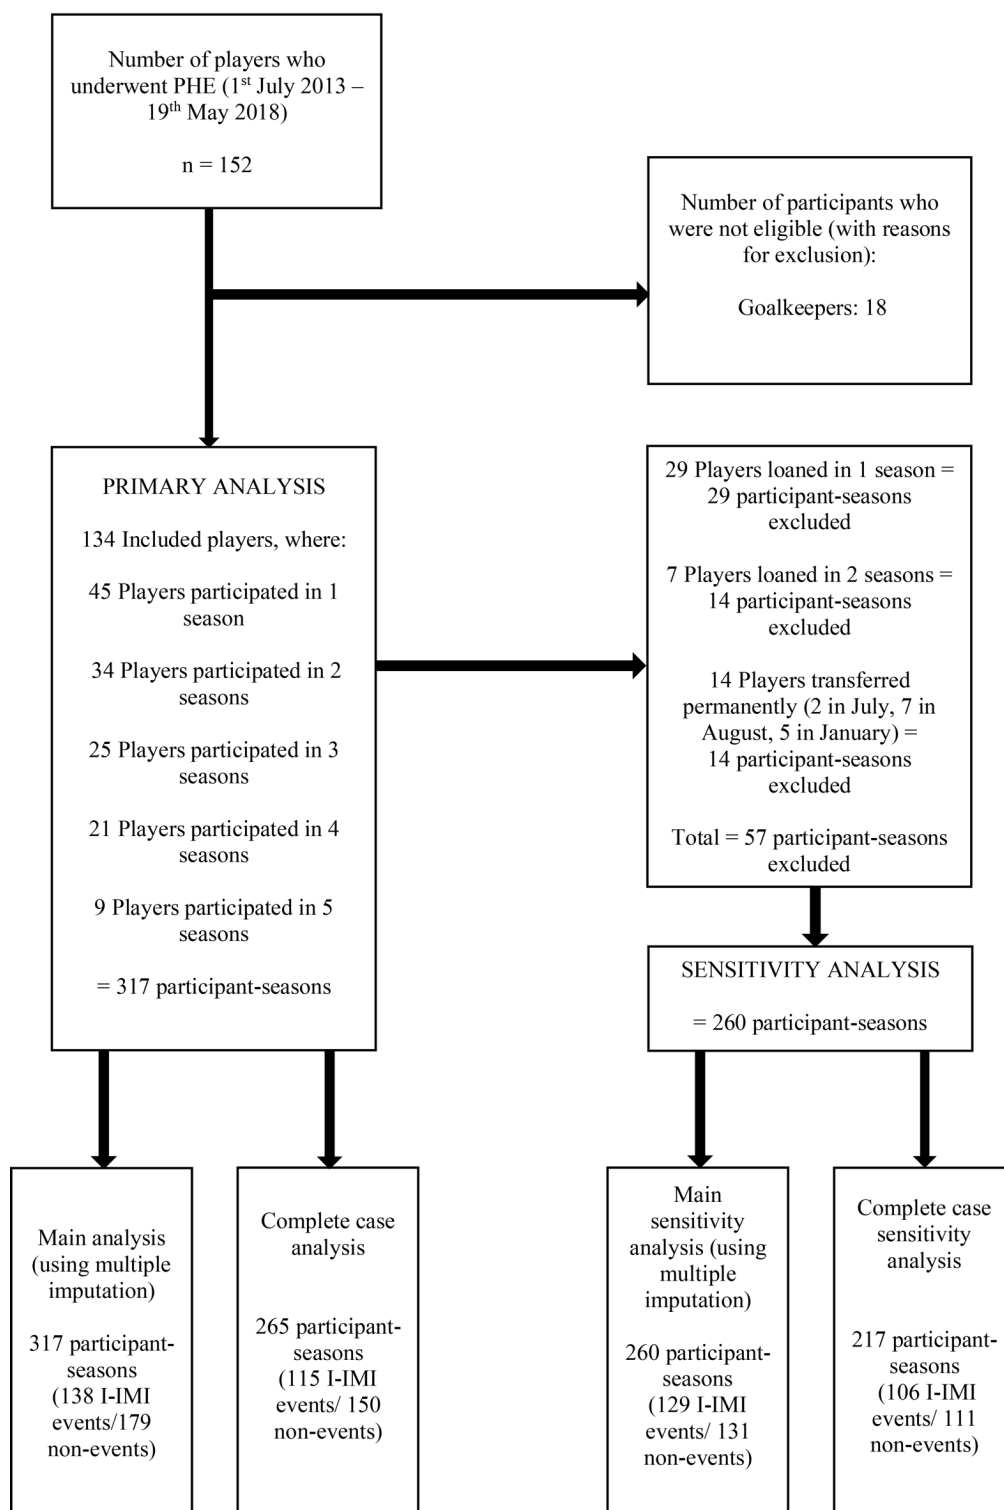 Number of players who
underwent PHE (1st July 2013 –
19th May 2018)
n = 152
Number of participants who
were not eligible (with reasons
for exclusion):
Goalkeepers: 18
PRIMARY ANALYSIS
134 Included players, where:
45 Players participated in 1
season
34 Players participated in 2
seasons
25 Players participated in 3
seasons
21 Players participated in 4
seasons
9 Players participated in 5
seasons
= 317 participant-seasons
29 Players loaned in 1 season =
29 participant-seasons
excluded
7 Players loaned in 2 seasons =
14 participant-seasons
excluded
14 Players transferred
permanently (2 in July, 7 in
August, 5 in January) =
14 participant-seasons
excluded
Total = 57 participant-seasons
excluded
SENSITIVITY ANALYSIS
= 260 participant-seasons
Main analysis
(using multiple
imputation)
317 participant-
seasons
(138 I-IMI
events/179
non-events)
Complete case
analysis
265 participant-
seasons
(115 I-IMI
events/ 150
non-events)
Main
sensitivity
analysis (using
multiple
imputation)
260 participant-
seasons
(129 I-IMI
events/ 131
non-events)
Complete case
sensitivity
analysis
217 participant-
seasons
(106 I-IMI
events/ 111
non-events)